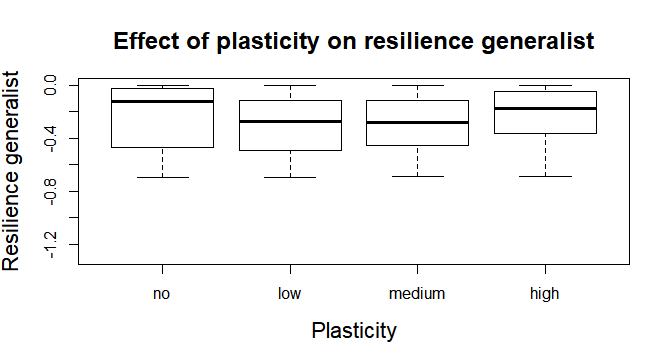 Effect of plasticity on resilience generalist
Resilience generalist
0.0
-0.4
-0.8
-1.2
no low medium high
Plasticity